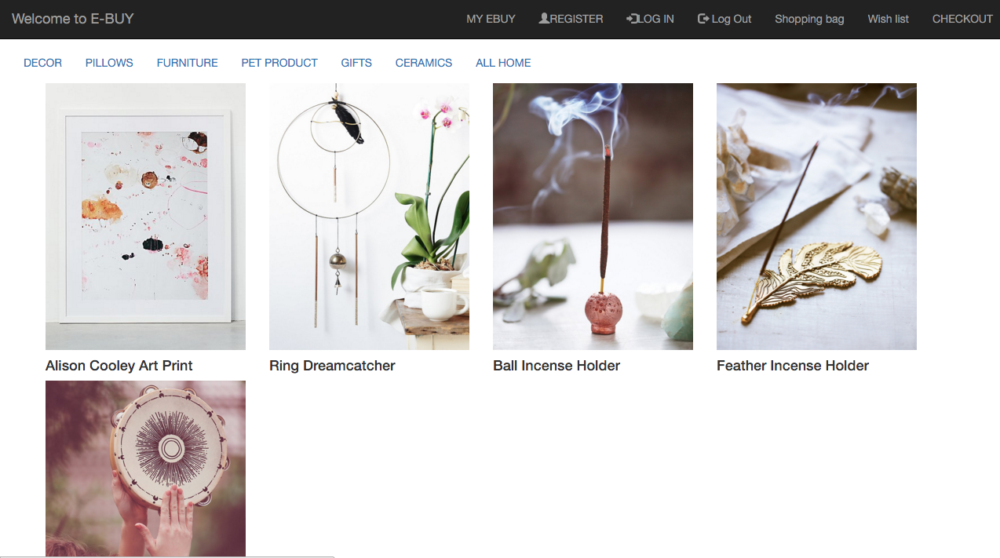 Welcome to E-BUY MY EBUY REGISTER LOG IN Log Out Shopping bag Wish list CHECKOUT
DECOR PILLOWS FURNITURE PET PRODUCT GIFTS CERAMICS ALL HOME
Alison Cooley Art Print Ring Dreamcatcher Ball Incense Holder Feather Incense Holder